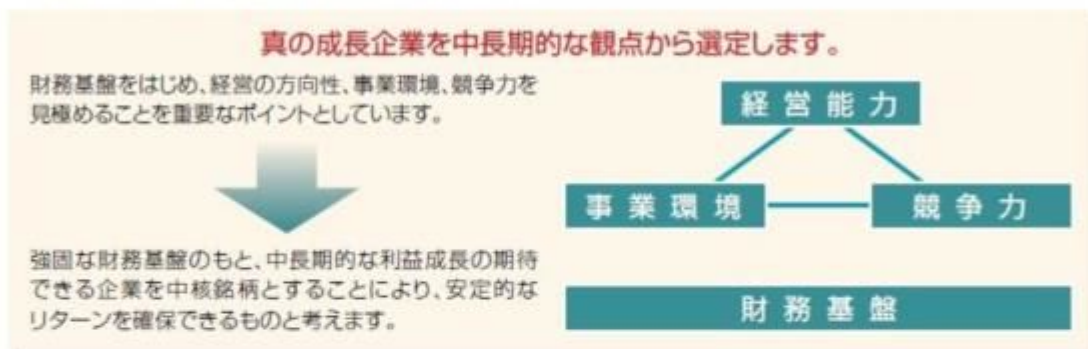 真の成長企業を中長期的な観点から選定します。
財務基盤をはじめ、経営の方向性、事業環境、競争力を
見極めることを重要なポイントとしています。
強固な財務基盤のもと、中長期的な利益成長の期待
できる企業を中核銘柄とすることにより、安定的な
リターンを確保できるものと考えます。
経営能力
事業環境
競争力
財務基盤